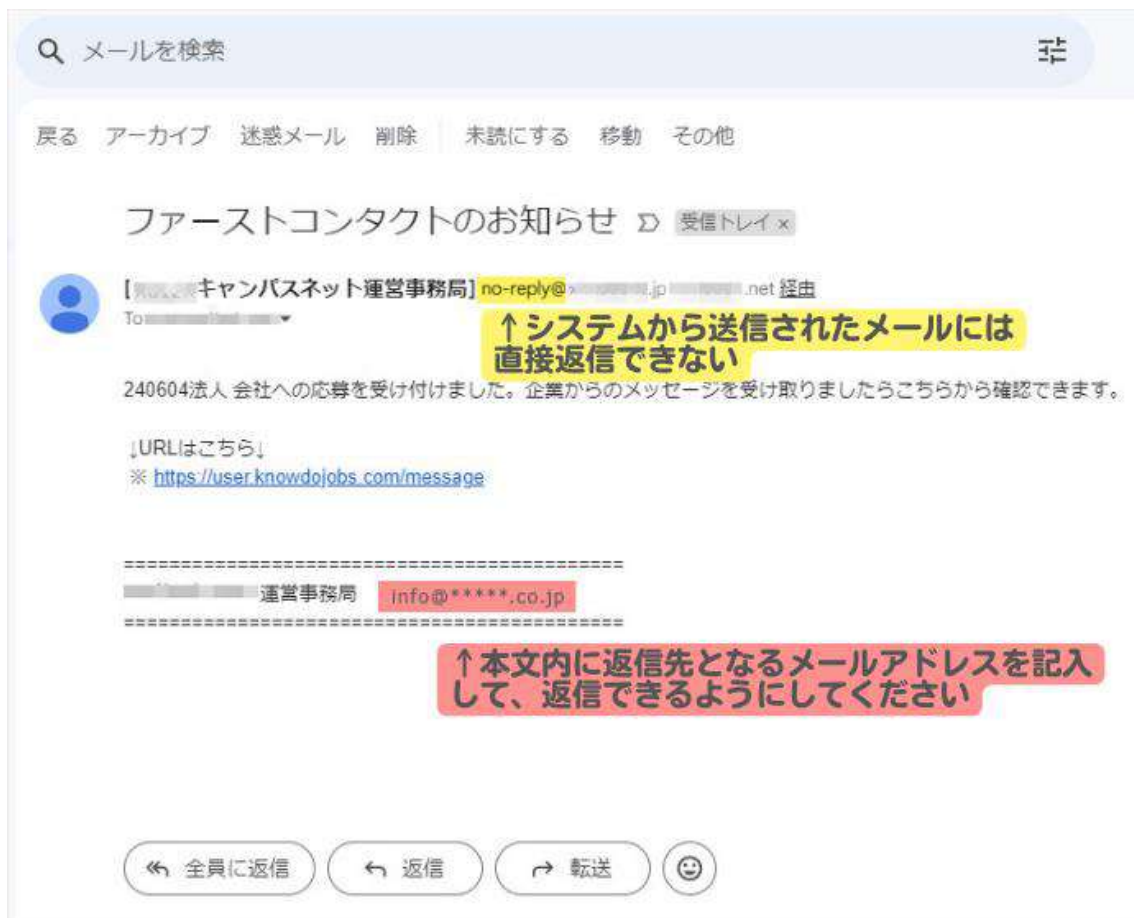 メールを検索
戻る アーカイブ 迷惑メール 削除 未読にする 移動 その他
ファーストコンタクトのお知らせ 受信トレイ ×
[キャンパスネット運営事務局] no-reply@ .jp .net 経由
To
↑システムから送信されたメールには
直接返信できない
240604法人 会社への応募を受け付けました。企業からのメッセージを受け取りましたらこちらから確認できます。
↓URLはこちら↓
※ https://user.knowdojobs.com/message
============================================
運営事務局 info@*****.co.jp
============================================
↑本文内に返信先となるメールアドレスを記入
して、返信できるようにしてください
全員に返信 返信 転送